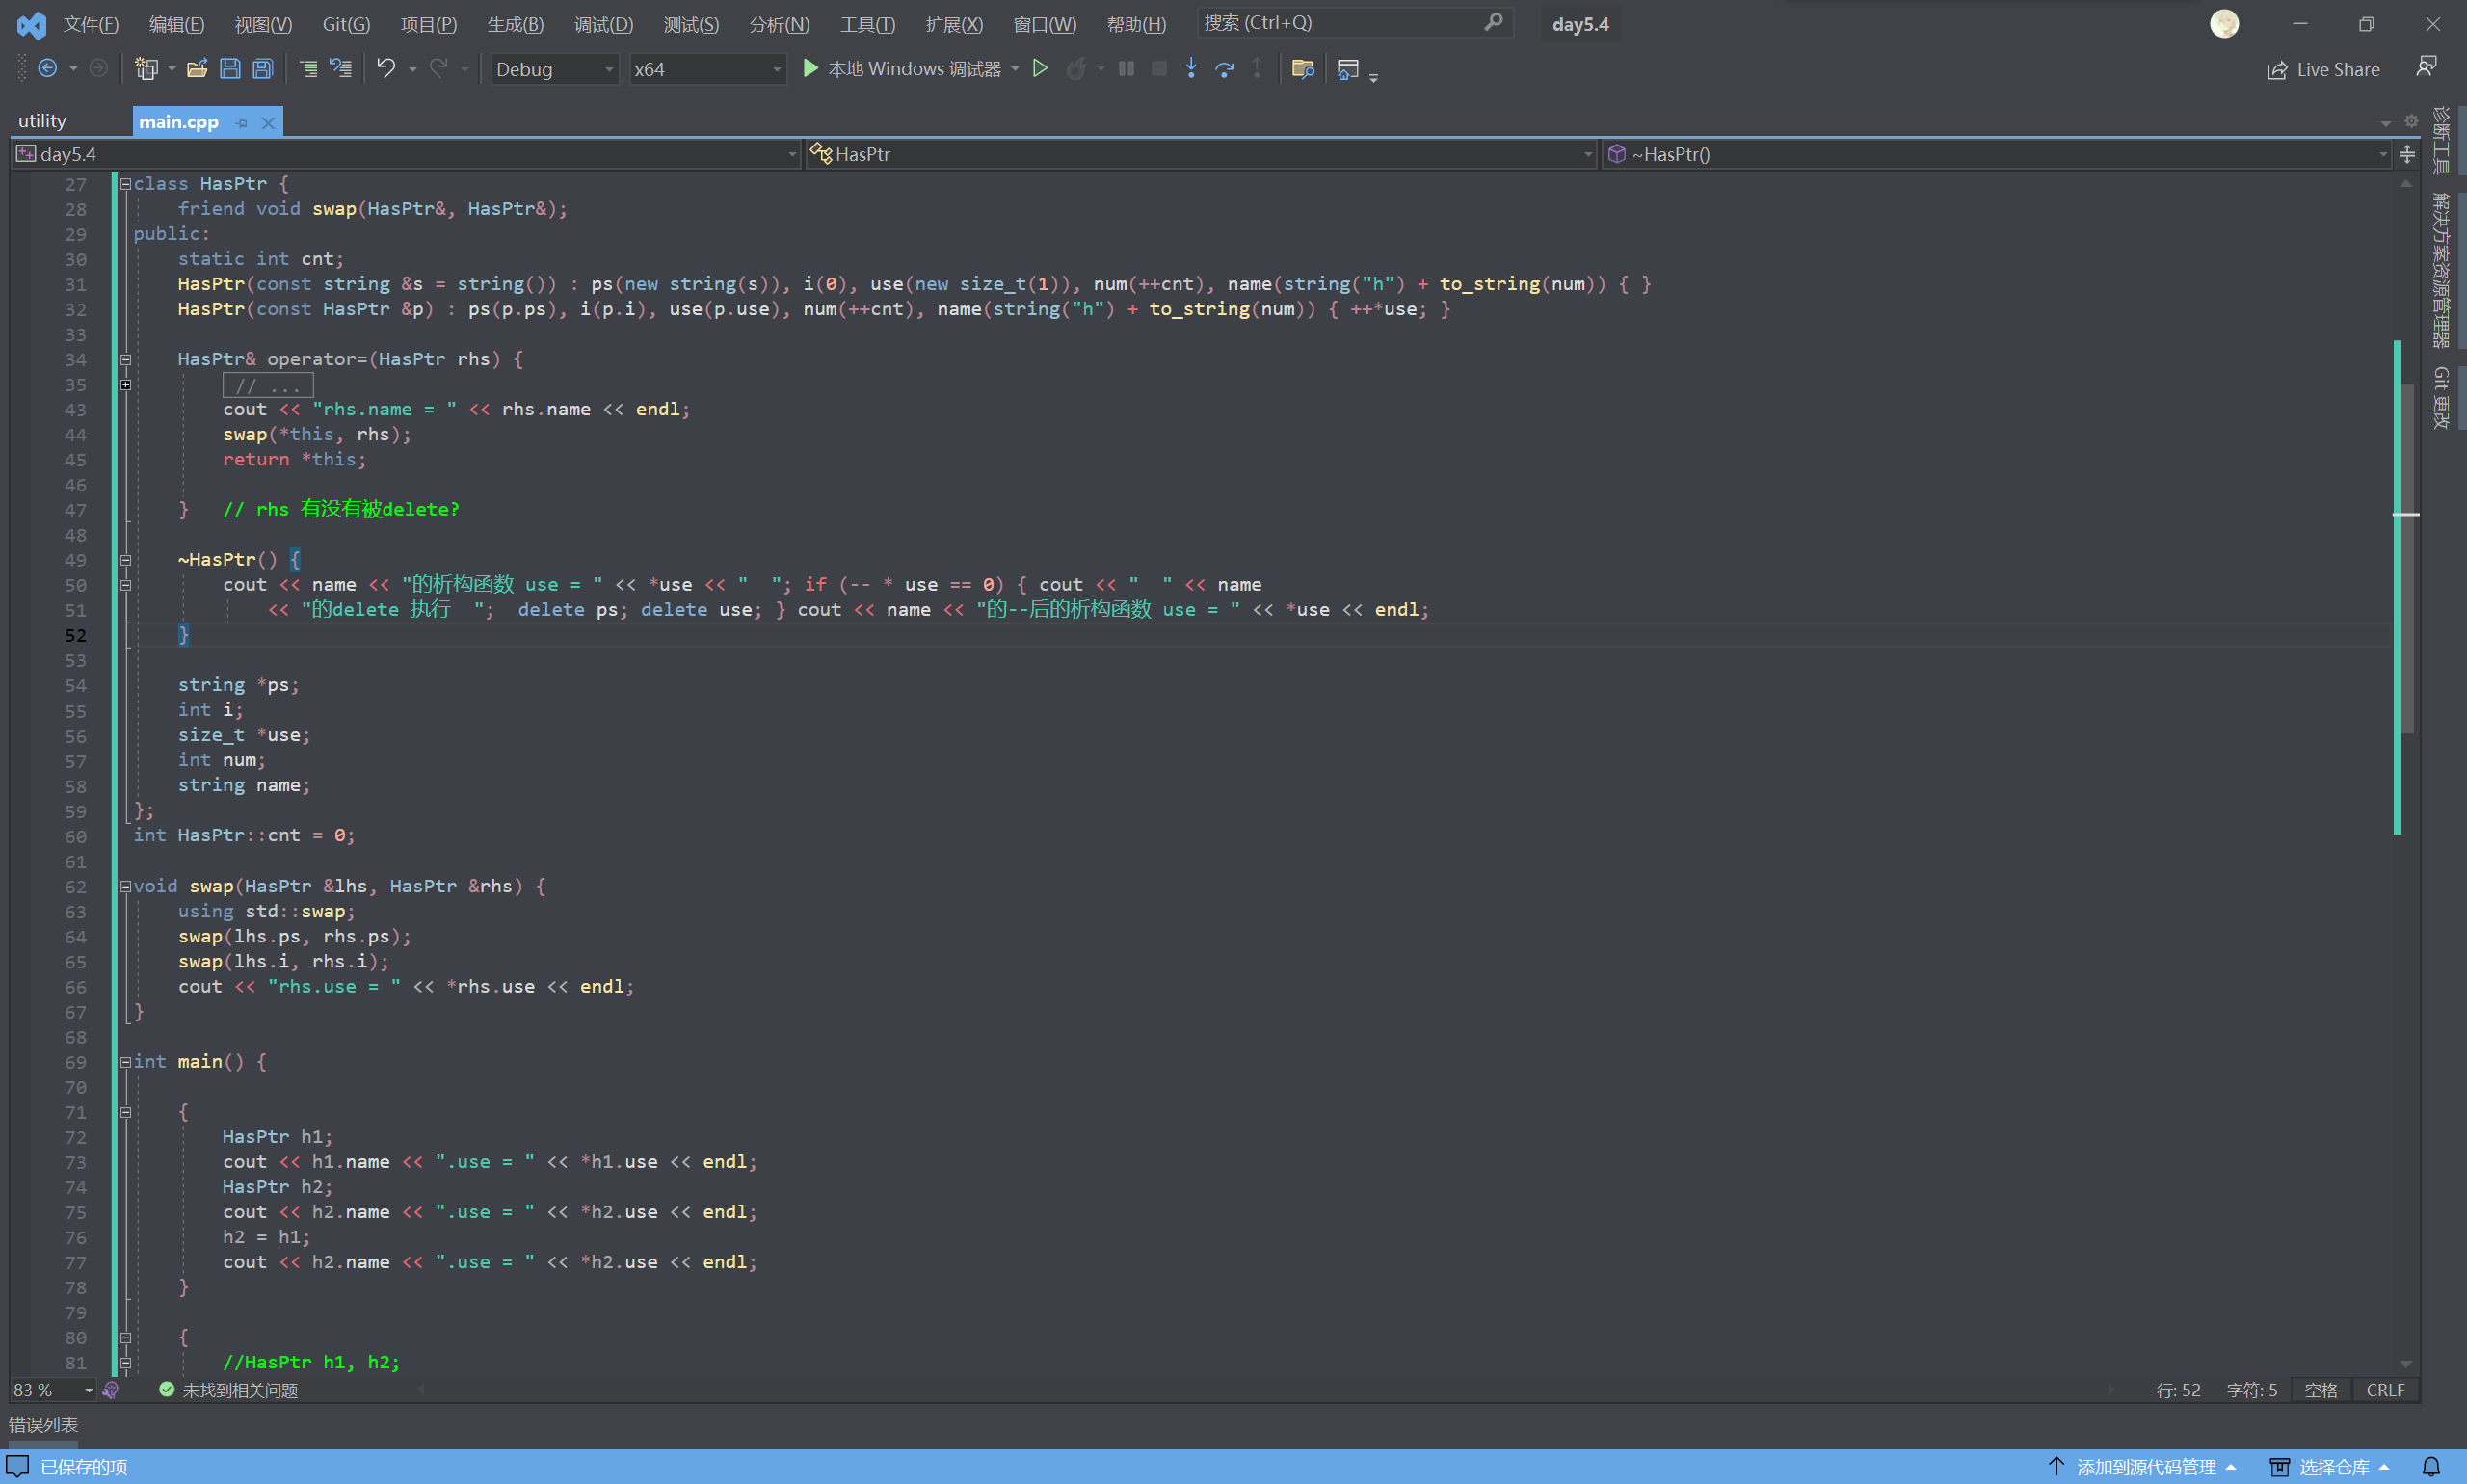 文件(F) 编辑(E) 视图(V) Git(G) 项目(P) 生成(B) 调试(D) 测试(S) 分析(N) 工具(T) 扩展(X) 窗口(W) 帮助(H) 搜索 (Ctrl+Q) day5.4
Debug x64 本地 Windows 调试器 Live Share
utility main.cpp
day5.4 HasPtr ~HasPtr()
27 class HasPtr {
28 friend void swap(HasPtr&, HasPtr&);
29 public:
30 static int cnt;
31 HasPtr(const string &s = string()) : ps(new string(s)), i(0), use(new size_t(1)), num(++cnt), name(string("h") + to_string(num)) { }
32 HasPtr(const HasPtr &p) : ps(p.ps), i(p.i), use(p.use), num(++cnt), name(string("h") + to_string(num)) { ++*use; }
33
34 HasPtr& operator=(HasPtr rhs) {
35 // ...
43 cout << "rhs.name = " << rhs.name << endl;
44 swap(*this, rhs);
45 return *this;
46
47 } // rhs 有没有被delete?
48
49 ~HasPtr() {
50 cout << name << "的析构函数 use = " << *use << "  "; if (-- * use == 0) { cout << "  " << name
51 << "的delete 执行  ";  delete ps; delete use; } cout << name << "的--后的析构函数 use = " << *use << endl;
52 }
53
54 string *ps;
55 int i;
56 size_t *use;
57 int num;
58 string name;
59 };
60 int HasPtr::cnt = 0;
61
62 void swap(HasPtr &lhs, HasPtr &rhs) {
63 using std::swap;
64 swap(lhs.ps, rhs.ps);
65 swap(lhs.i, rhs.i);
66 cout << "rhs.use = " << *rhs.use << endl;
67 }
68
69 int main() {
70
71 {
72 HasPtr h1;
73 cout << h1.name << ".use = " << *h1.use << endl;
74 HasPtr h2;
75 cout << h2.name << ".use = " << *h2.use << endl;
76 h2 = h1;
77 cout << h2.name << ".use = " << *h2.use << endl;
78 }
79
80 {
81 //HasPtr h1, h2;
诊断工具
解决方案资源管理器
Git 更改
83 % 未找到相关问题 行: 52 字符: 5 空格 CRLF
错误列表
已保存的项 添加到源代码管理 选择仓库